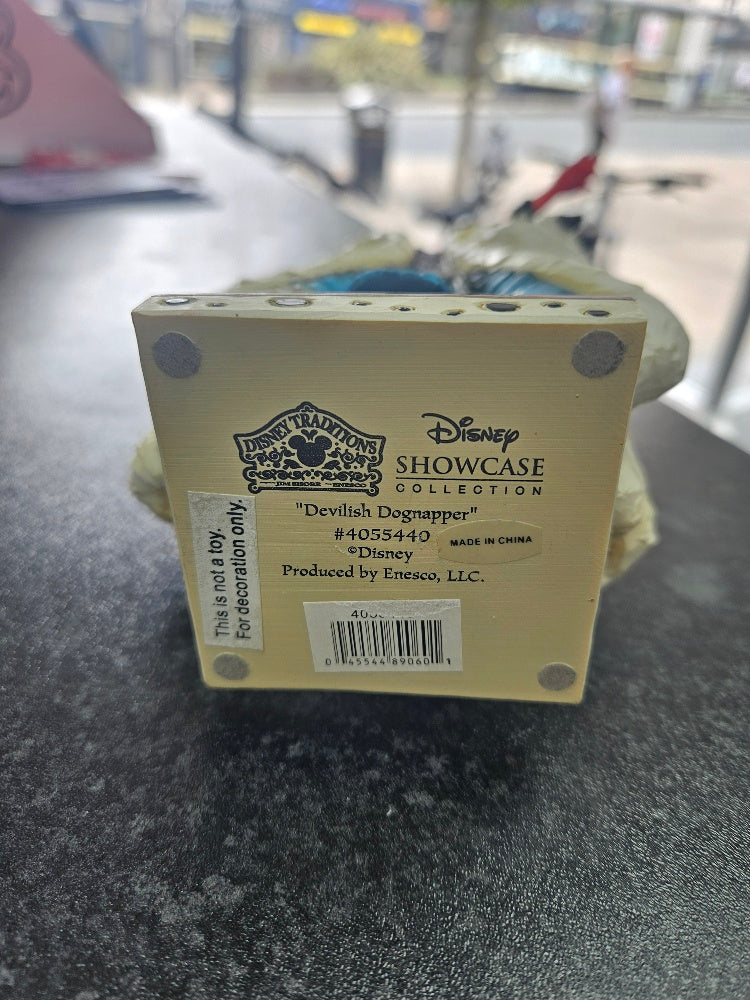 DISNEY TRADITIONS
JIM SHORE ENESCO
Disney
SHOWCASE
COLLECTION
"Devilish Dognapper"
#4055440
©Disney
Produced by Enesco, LLC.
MADE IN CHINA
This is not a toy.
For decoration only.
0 45544 89060 1